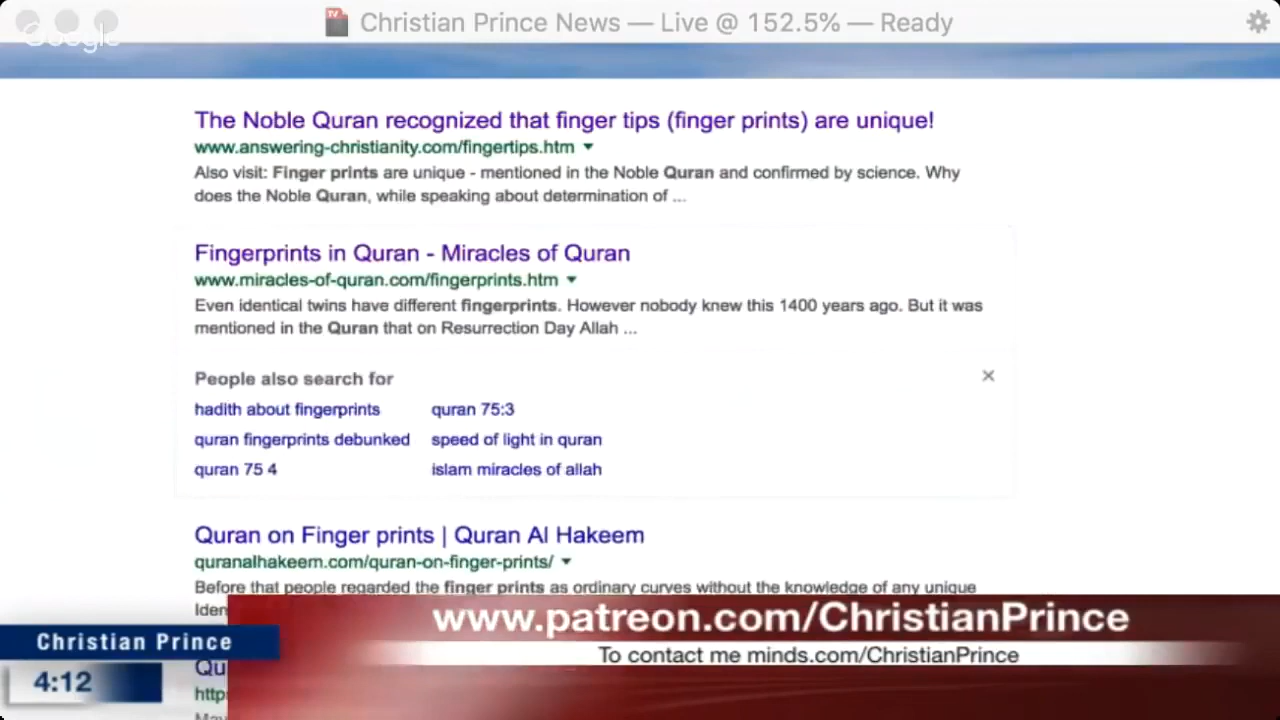 Christian Prince News — Live @ 152.5% — Ready
Google
The Noble Quran recognized that finger tips (finger prints) are unique!
www.answering-christianity.com/fingertips.htm
Also visit: Finger prints are unique - mentioned in the Noble Quran and confirmed by science. Why
does the Noble Quran, while speaking about determination of ...
Fingerprints in Quran - Miracles of Quran
www.miracles-of-quran.com/fingerprints.htm
Even identical twins have different fingerprints. However nobody knew this 1400 years ago. But it was
mentioned in the Quran that on Resurrection Day Allah ...
People also search for
hadith about fingerprints quran 75:3
quran fingerprints debunked speed of light in quran
quran 75 4 islam miracles of allah
Quran on Finger prints | Quran Al Hakeem
quranalhakeem.com/quran-on-finger-prints/
Before that people regarded the finger prints as ordinary curves without the knowledge of any unique
Iden
www.patreon.com/ChristianPrince
Christian Prince
To contact me minds.com/ChristianPrince
Qu
4:12
http